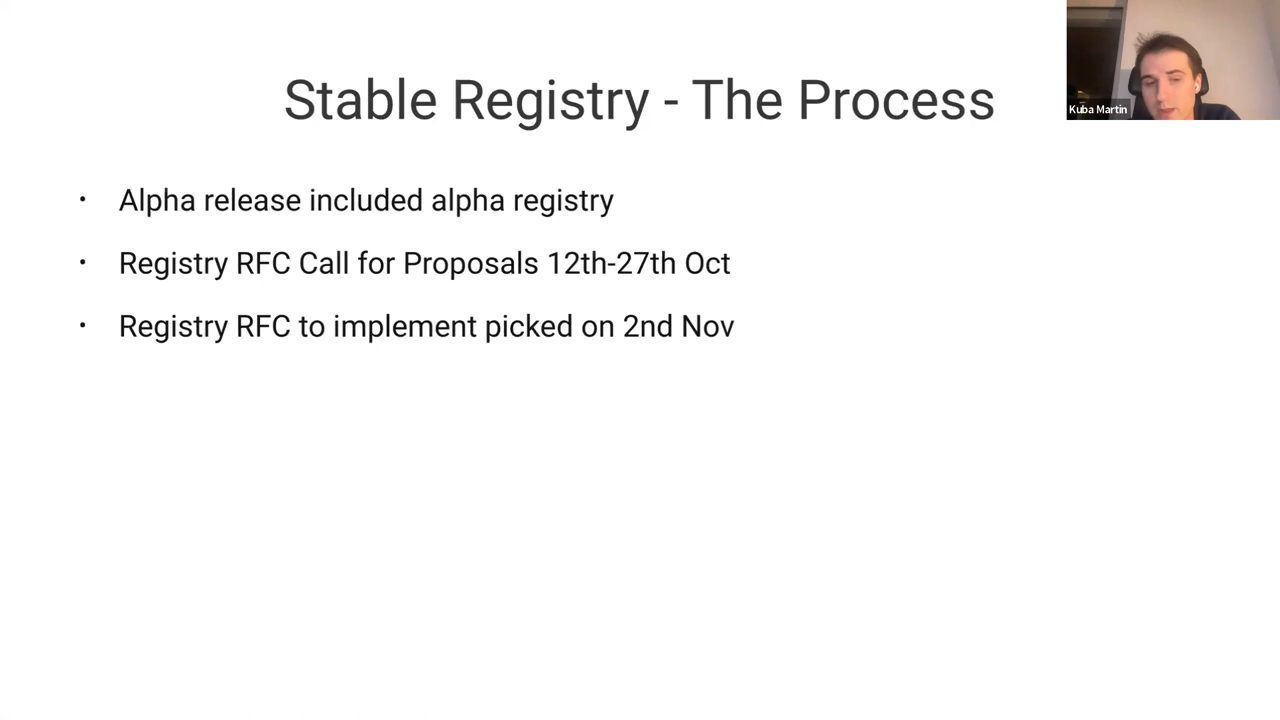 Stable Registry - The Process
Kuba Martin
• Alpha release included alpha registry
• Registry RFC Call for Proposals 12th-27th Oct
• Registry RFC to implement picked on 2nd Nov